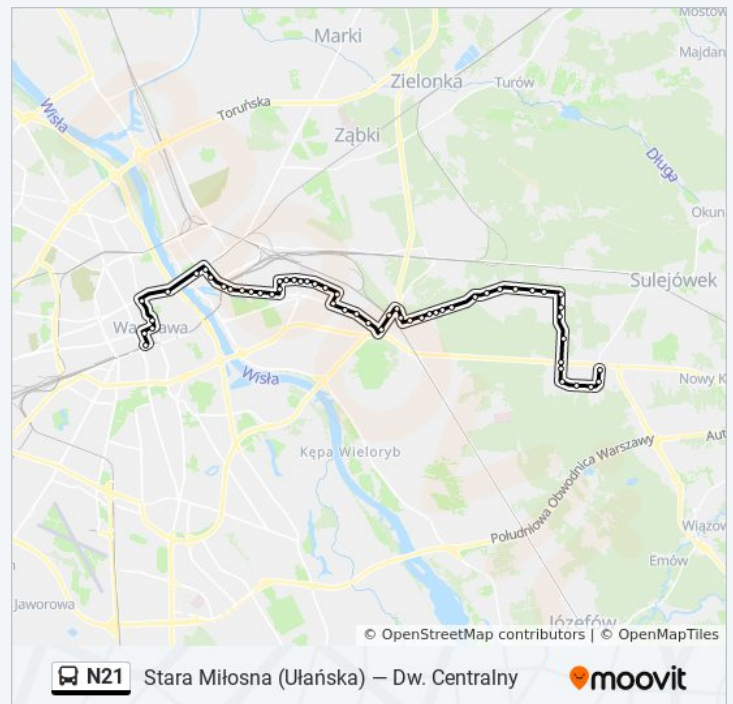 Mostów
Marki
Majdan
Zielonka
Turów
Wisła
Toruńska
Ząbki
Długa
Okun
Sulejówek
Warszawa
Wisła
Nowy K
Kępa Wieloryb
Południowa Obwodnica Warszawy
Aut
Wiązow
Emów
Jaworowa
Józefów
© OpenStreetMap contributors | © OpenMapTiles
N21 Stara Miłosna (Ułańska) — Dw. Centralny
moovit